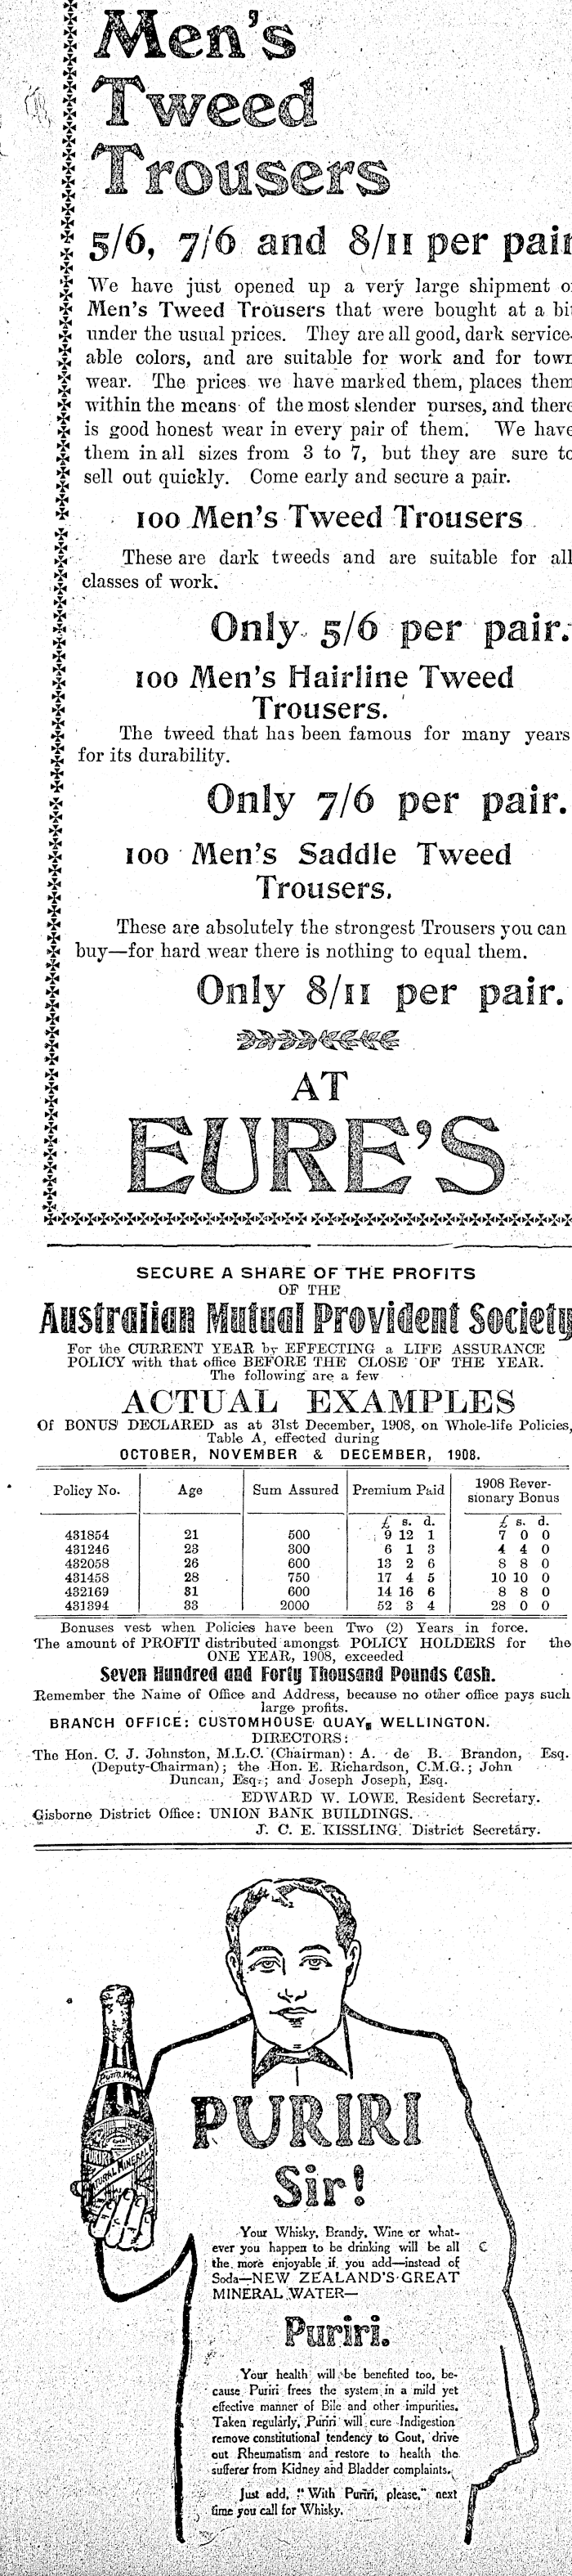 Men's
Tweed
Trousers
5/6, 7/6 and 8/11 per pair
We have just opened up a very large shipment o
Men's Tweed Trousers that were bought at a bi
under the usual prices. They are all good, dark service-
able colors, and are suitable for work and for town
wear. The prices we have marked them, places them
within the means of the most slender purses, and there
is good honest wear in every pair of them. We have
them in all sizes from 3 to 7, but they are sure to
sell out quickly. Come early and secure a pair.
100 Men's Tweed Trousers
These are dark tweeds and are suitable for all
classes of work.
Only 5/6 per pair.
100 Men's Hairline Tweed
Trousers.
The tweed that has been famous for many years
for its durability.
Only 7/6 per pair.
100 Men's Saddle Tweed
Trousers.
These are absolutely the strongest Trousers you can
buy—for hard wear there is nothing to equal them.
Only 8/11 per pair.
AT
EURE'S
SECURE A SHARE OF THE PROFITS
OF THE
Australian Mutual Provident Society
For the CURRENT YEAR by EFFECTING a LIFE ASSURANCE
POLICY with that office BEFORE THE CLOSE OF THE YEAR.
The following are a few
ACTUAL EXAMPLES
Of BONUS DECLARED as at 31st December, 1908, on Whole-life Policies,
Table A, effected during
OCTOBER, NOVEMBER & DECEMBER, 1908.
Policy No. Age Sum Assured Premium Paid 1908 Rever-
sionary Bonus
£ s. d. £ s. d.
431854 21 500 9 12 1 7 0 0
431246 23 300 6 1 3 4 4 0
432058 26 600 13 2 6 8 8 0
431458 28 750 17 4 5 10 10 0
432169 31 600 14 16 6 8 8 0
431394 33 2000 52 3 4 28 0 0
Bonuses vest when Policies have been Two (2) Years in force.
The amount of PROFIT distributed amongst POLICY HOLDERS for the
ONE YEAR, 1908, exceeded
Seven Hundred and Forty Thousand Pounds Cash.
Remember the Name of Office and Address, because no other office pays such
large profits.
BRANCH OFFICE: CUSTOMHOUSE QUAY, WELLINGTON.
DIRECTORS:
The Hon. C. J. Johnston, M.L.C. (Chairman): A. de B. Brandon, Esq.
(Deputy-Chairman); the Hon. E. Richardson, C.M.G.; John
Duncan, Esq.; and Joseph Joseph, Esq.
EDWARD W. LOWE, Resident Secretary.
Gisborne District Office: UNION BANK BUILDINGS.
J. C. E. KISSLING, District Secretary.
PURIRI
Sir!
Your Whisky, Brandy, Wine or what-
ever you happen to be drinking will be all
the more enjoyable if you add—instead of
Soda—NEW ZEALAND'S GREAT
MINERAL WATER—
Puriri.
Your health will be benefited too, be-
cause Puriri frees the system in a mild yet
effective manner of Bile and other impurities.
Taken regularly, Puriri will cure Indigestion
remove constitutional tendency to Gout, drive
out Rheumatism and restore to health the
sufferer from Kidney and Bladder complaints.
Just add, "With Puriri, please," next
time you call for Whisky.